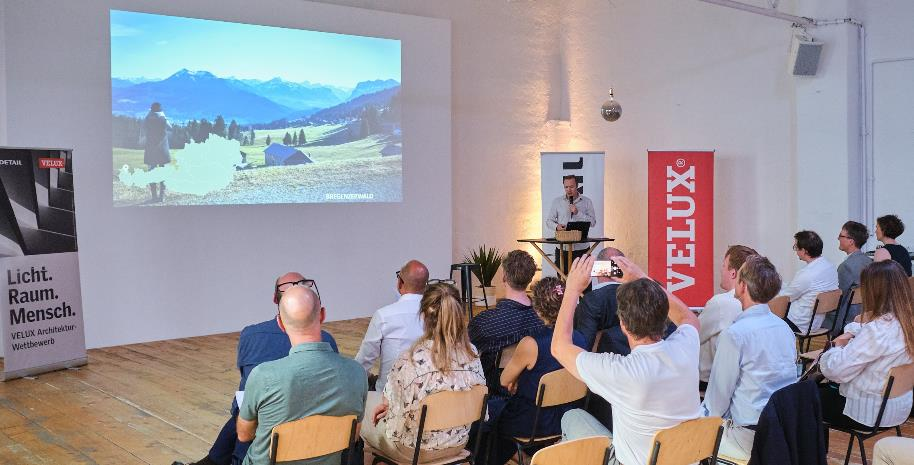 DETAIL
VELUX
Licht.
Raum.
Mensch.
VELUX Architektur-
Wettbewerb
BREGENZERWALD
VELUX®